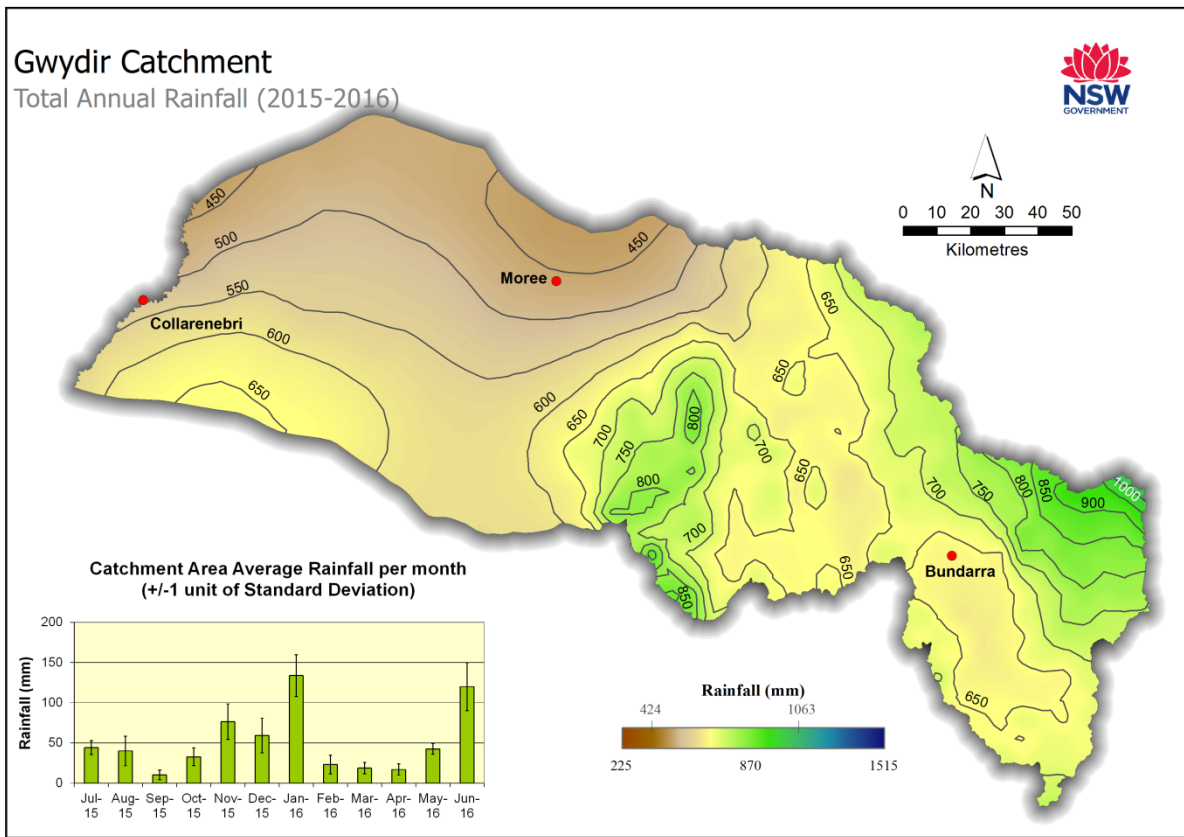 Gwydir Catchment
Total Annual Rainfall (2015-2016)
NSW
GOVERNMENT
N
0 10 20 30 40 50
Kilometres
450
500
550
600
650
450
Moree
Collarenebri
600
650
700
750
800
800
700
850
700
650
650
650
650
700
750
800
850
900
1000
Bundarra
650
Catchment Area Average Rainfall per month
(+/-1 unit of Standard Deviation)
Rainfall (mm)
200
150
100
50
0
Jul-15
Aug-15
Sep-15
Oct-15
Nov-15
Dec-15
Jan-16
Feb-16
Mar-16
Apr-16
May-16
Jun-16
Rainfall (mm)
424 1063
225 870 1515